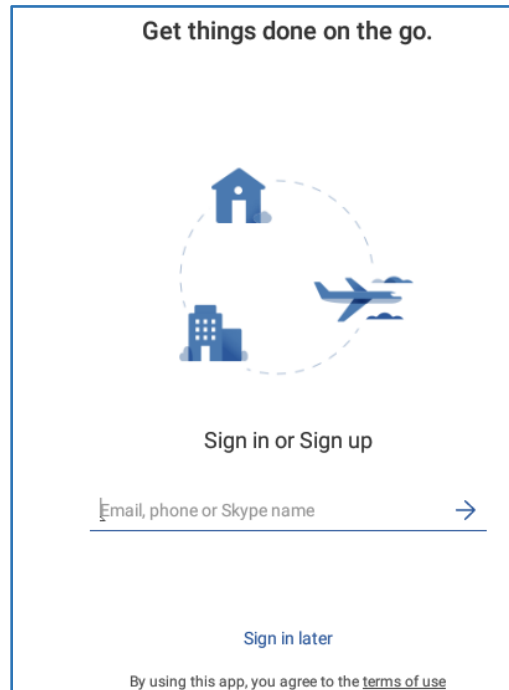 Get things done on the go.
Sign in or Sign up
Email, phone or Skype name
Sign in later
By using this app, you agree to the terms of use